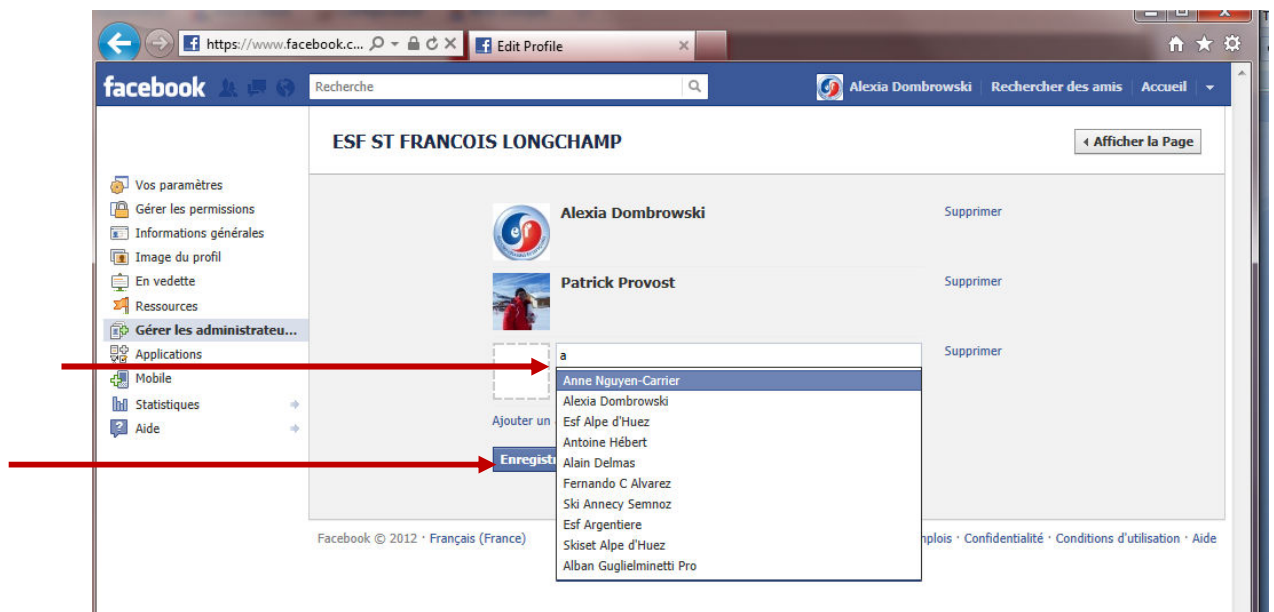 https://www.facebook.c...
Edit Profile
facebook
Recherche
Alexia Dombrowski
Rechercher des amis
Accueil
ESF ST FRANCOIS LONGCHAMP
Afficher la Page
Vos paramètres
Gérer les permissions
Informations générales
Image du profil
En vedette
Ressources
Gérer les administrateu...
Applications
Mobile
Statistiques
Aide
Alexia Dombrowski
Supprimer
Patrick Provost
Supprimer
a
Supprimer
Anne Nguyen-Carrier
Alexia Dombrowski
Esf Alpe d'Huez
Antoine Hébert
Alain Delmas
Fernando C Alvarez
Ski Annecy Semnoz
Esf Argentiere
Skiset Alpe d'Huez
Alban Guglielminetti Pro
Ajouter un
Enregist
Facebook © 2012 · Français (France)
mplois · Confidentialité · Conditions d'utilisation · Aide